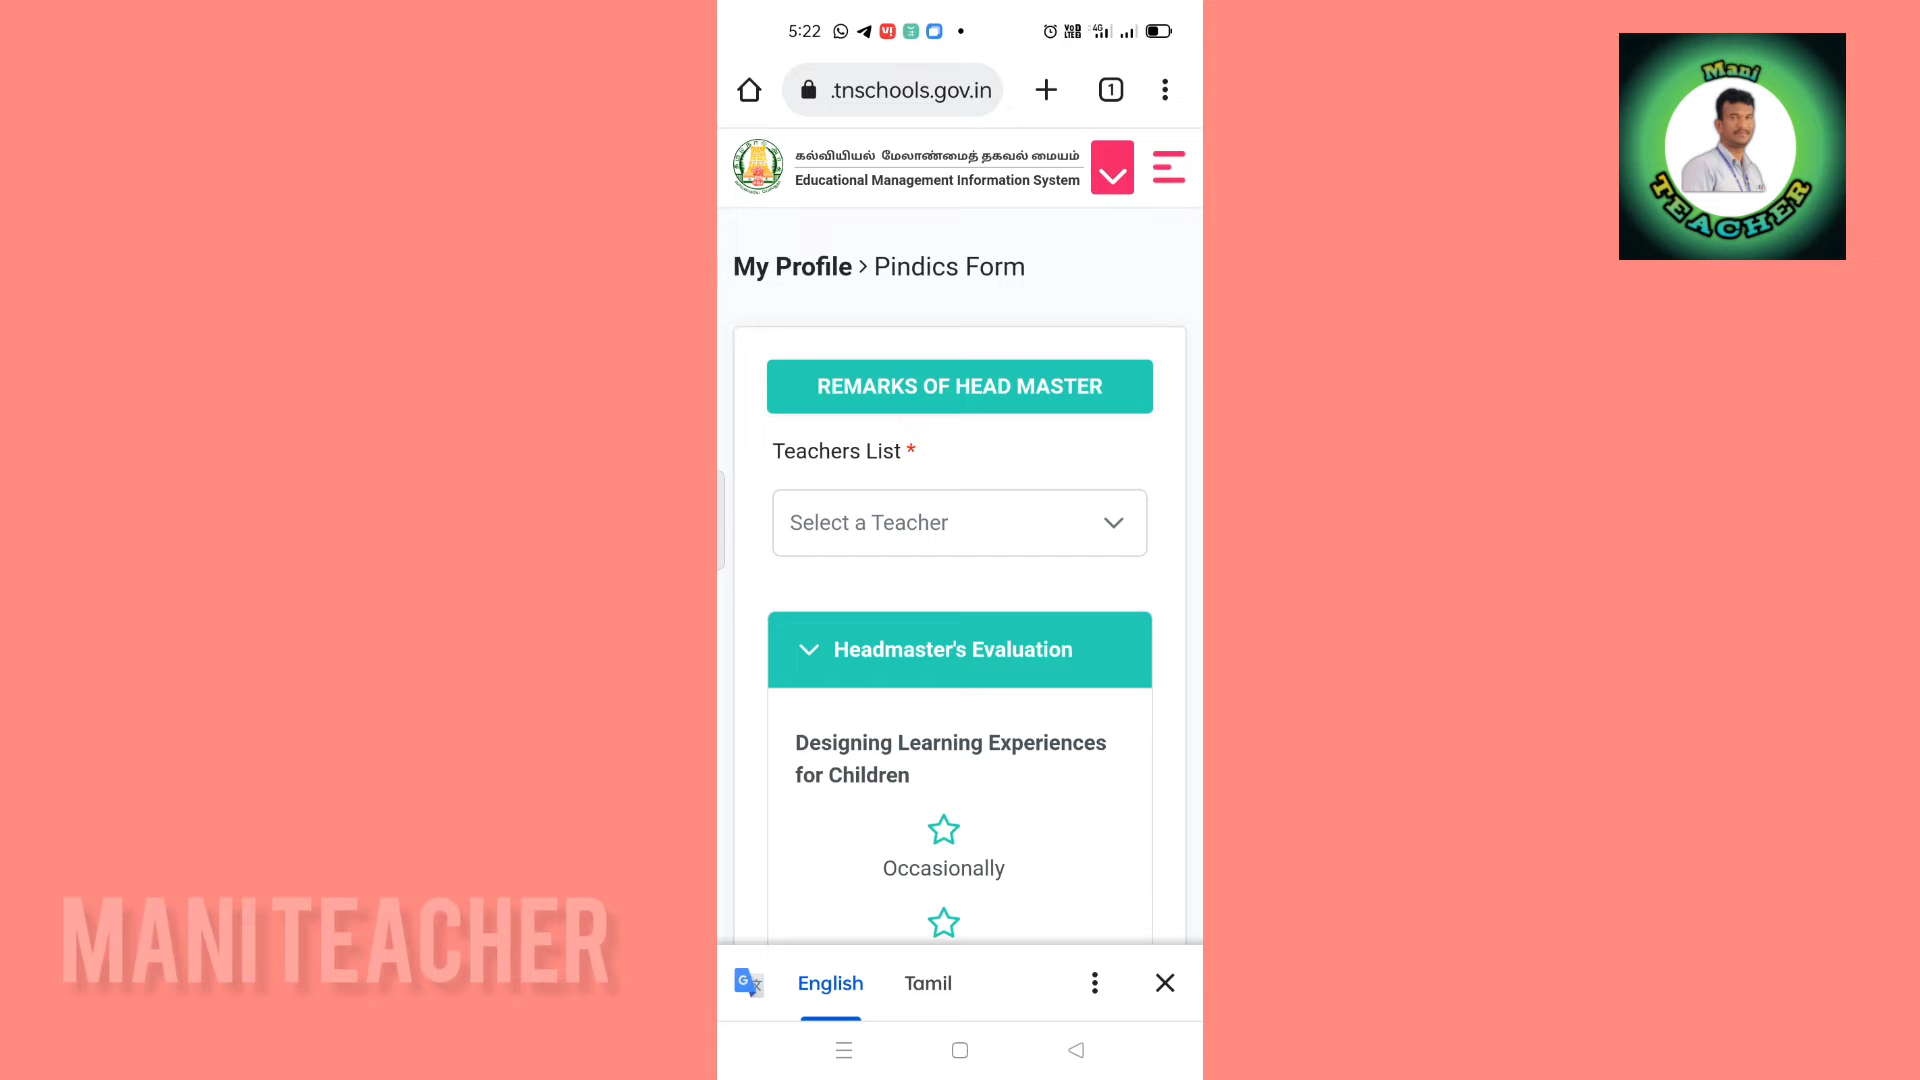 5:22
.tnschools.gov.in
1
கல்வியியல் மேலாண்மைத் தகவல் மையம்
Educational Management Information System
My Profile > Pindics Form
REMARKS OF HEAD MASTER
Teachers List *
Select a Teacher
Headmaster's Evaluation
Designing Learning Experiences
for Children
Occasionally
English
Tamil
Mani
TEACHER
MANI TEACHER